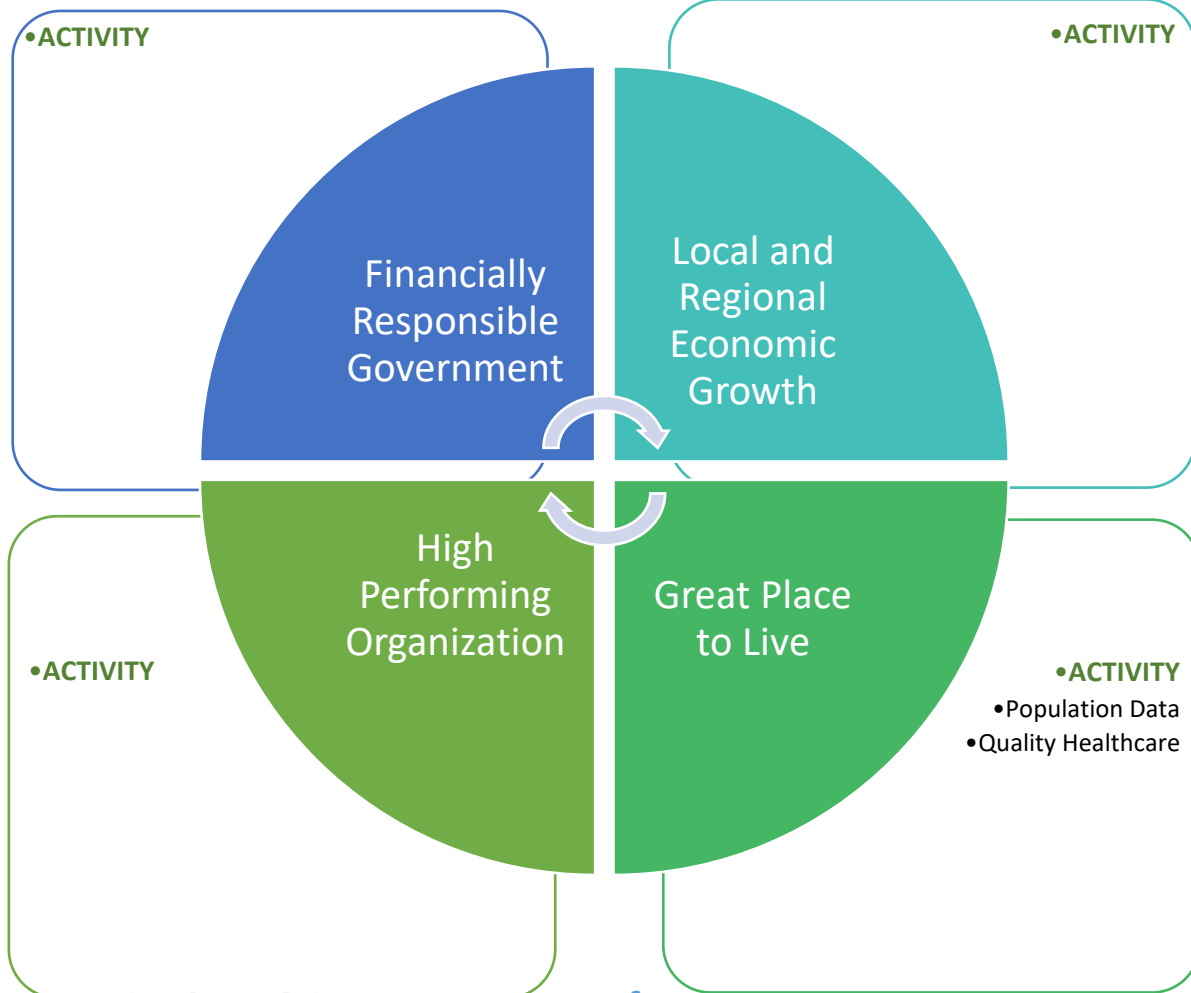 •ACTIVITY
•ACTIVITY
Financially
Responsible
Government
Local and
Regional
Economic
Growth
High
Performing
Organization
Great Place
to Live
•ACTIVITY
•ACTIVITY
•Population Data
•Quality Healthcare